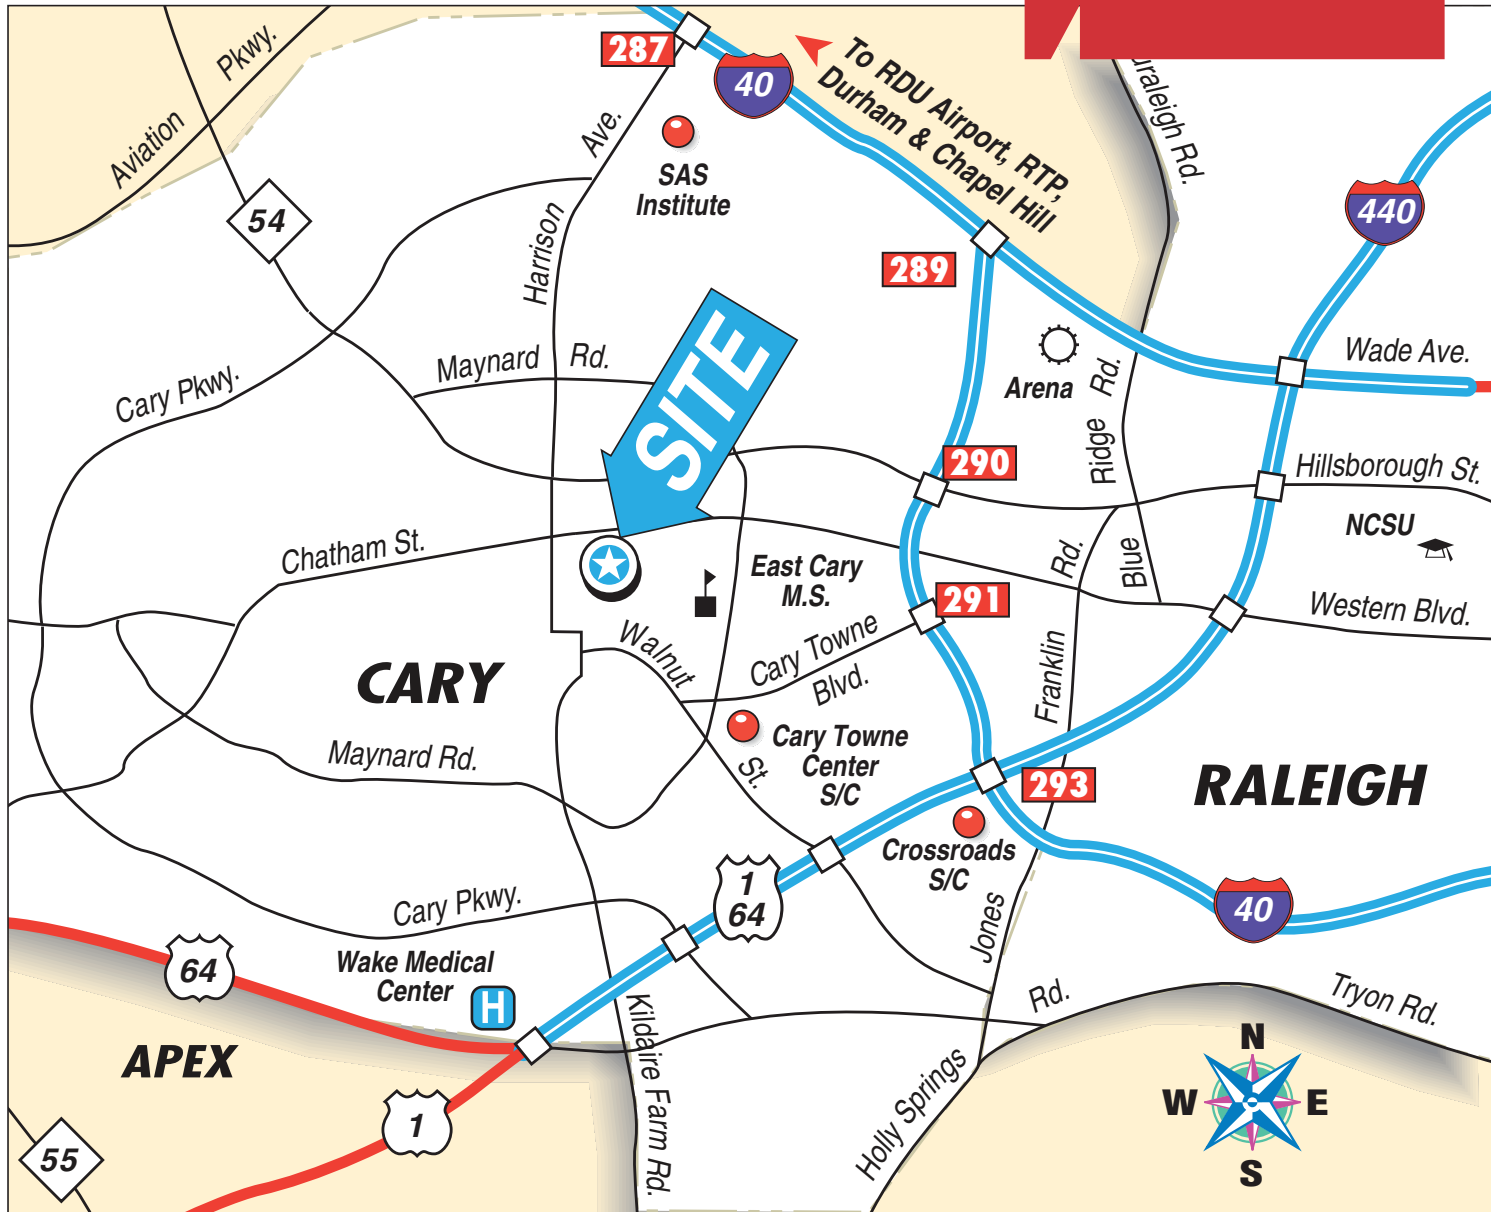 Aviation
Pkwy.
287
40
To RDU Airport, RTP,
Durham & Chapel Hill
Rd.
440
54
Harrison
Ave.
SAS
Institute
289
Cary Pkwy.
Maynard Rd.
SITE
Arena
Wade Ave.
Ridge Rd.
290
Hillsborough St.
NCSU
Chatham St.
East Cary
M.S.
291
Rd.
Blue
Western Blvd.
Walnut
Cary Towne
Blvd.
Franklin
CARY
Maynard Rd.
St.
Cary Towne
Center
S/C
293
RALEIGH
Crossroads
S/C
1
64
40
Cary Pkwy.
Jones
64
Wake Medical
Center
H
Rd.
Tryon Rd.
Kildaire Farm Rd.
APEX
1
Holly Springs
55
N
W E
S